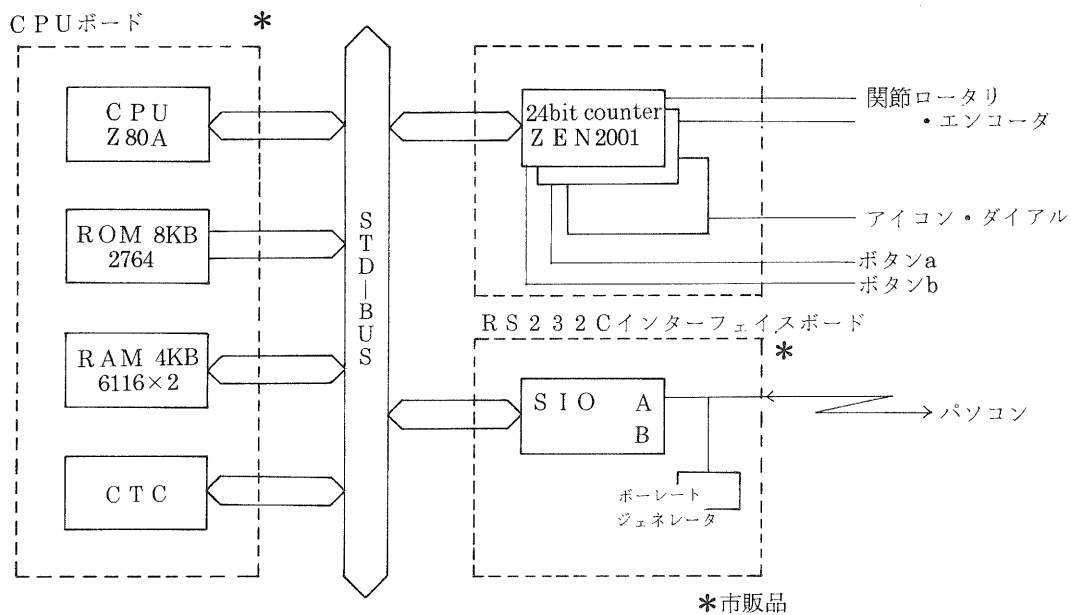 CPUボード *
CPU
Z80A
ROM 8KB
2764
RAM 4KB
6116×2
CTC
STD-BUS
24bit counter
ZEN2001
関節ロータリ
・エンコーダ
アイコン・ダイアル
ボタンa
ボタンb
RS232Cインターフェイスボード
*
SIO A
B
パソコン
ボーレート
ジェネレータ
*市販品